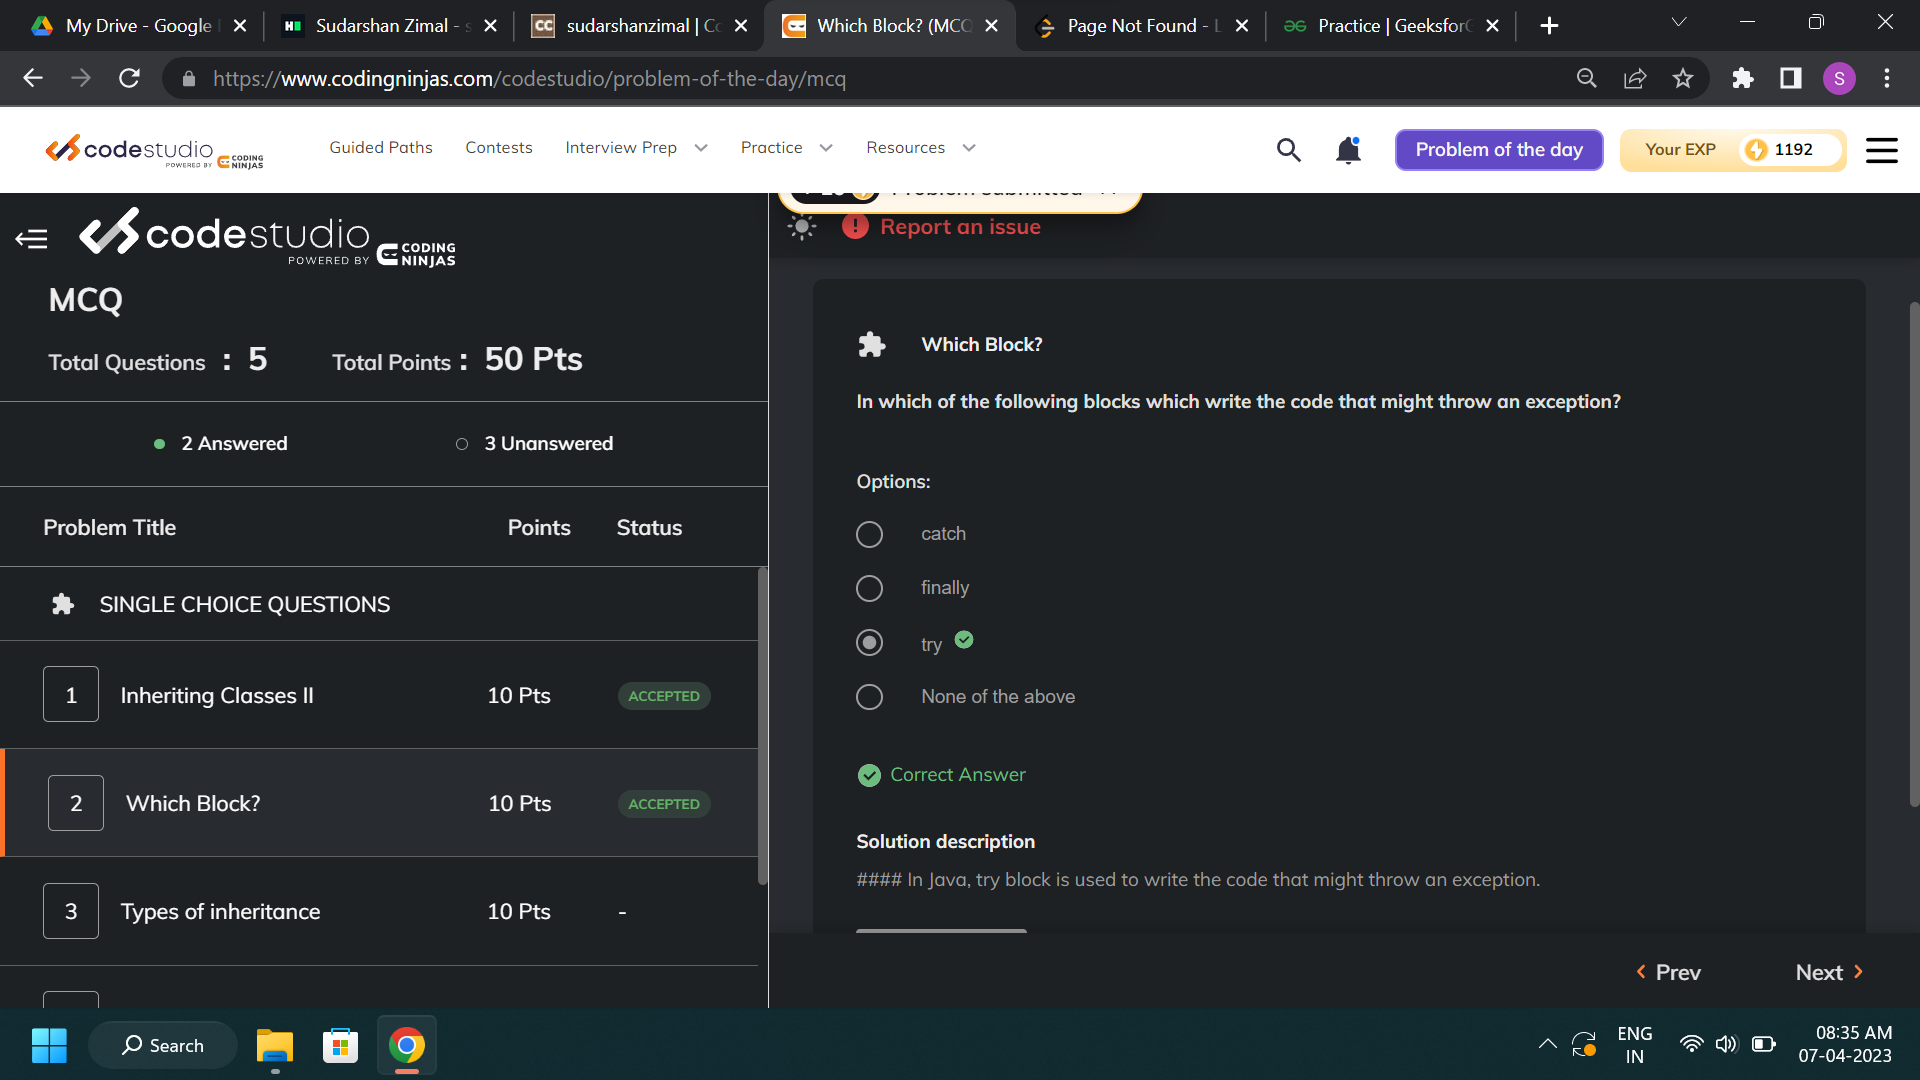 My Drive - Google
Sudarshan Zimal - s
CC
sudarshanzimal | Co
Which Block? (MCQ
Page Not Found - L
Practice | GeeksforG
https://www.codingninjas.com/codestudio/problem-of-the-day/mcq
S
codestudio
POWERED BY CODING NINJAS
Guided Paths
Contests
Interview Prep
Practice
Resources
Problem of the day
Your EXP
1192
codestudio
POWERED BY CODING NINJAS
Report an issue
MCQ
Total Questions : 5
Total Points : 50 Pts
2 Answered
3 Unanswered
Problem Title Points Status
SINGLE CHOICE QUESTIONS
1 Inheriting Classes II 10 Pts ACCEPTED
2 Which Block? 10 Pts ACCEPTED
3 Types of inheritance 10 Pts -
Which Block?
In which of the following blocks which write the code that might throw an exception?
Options:
catch
finally
try
None of the above
Correct Answer
Solution description
#### In Java, try block is used to write the code that might throw an exception.
Prev
Next
Search
ENG
IN
08:35 AM
07-04-2023